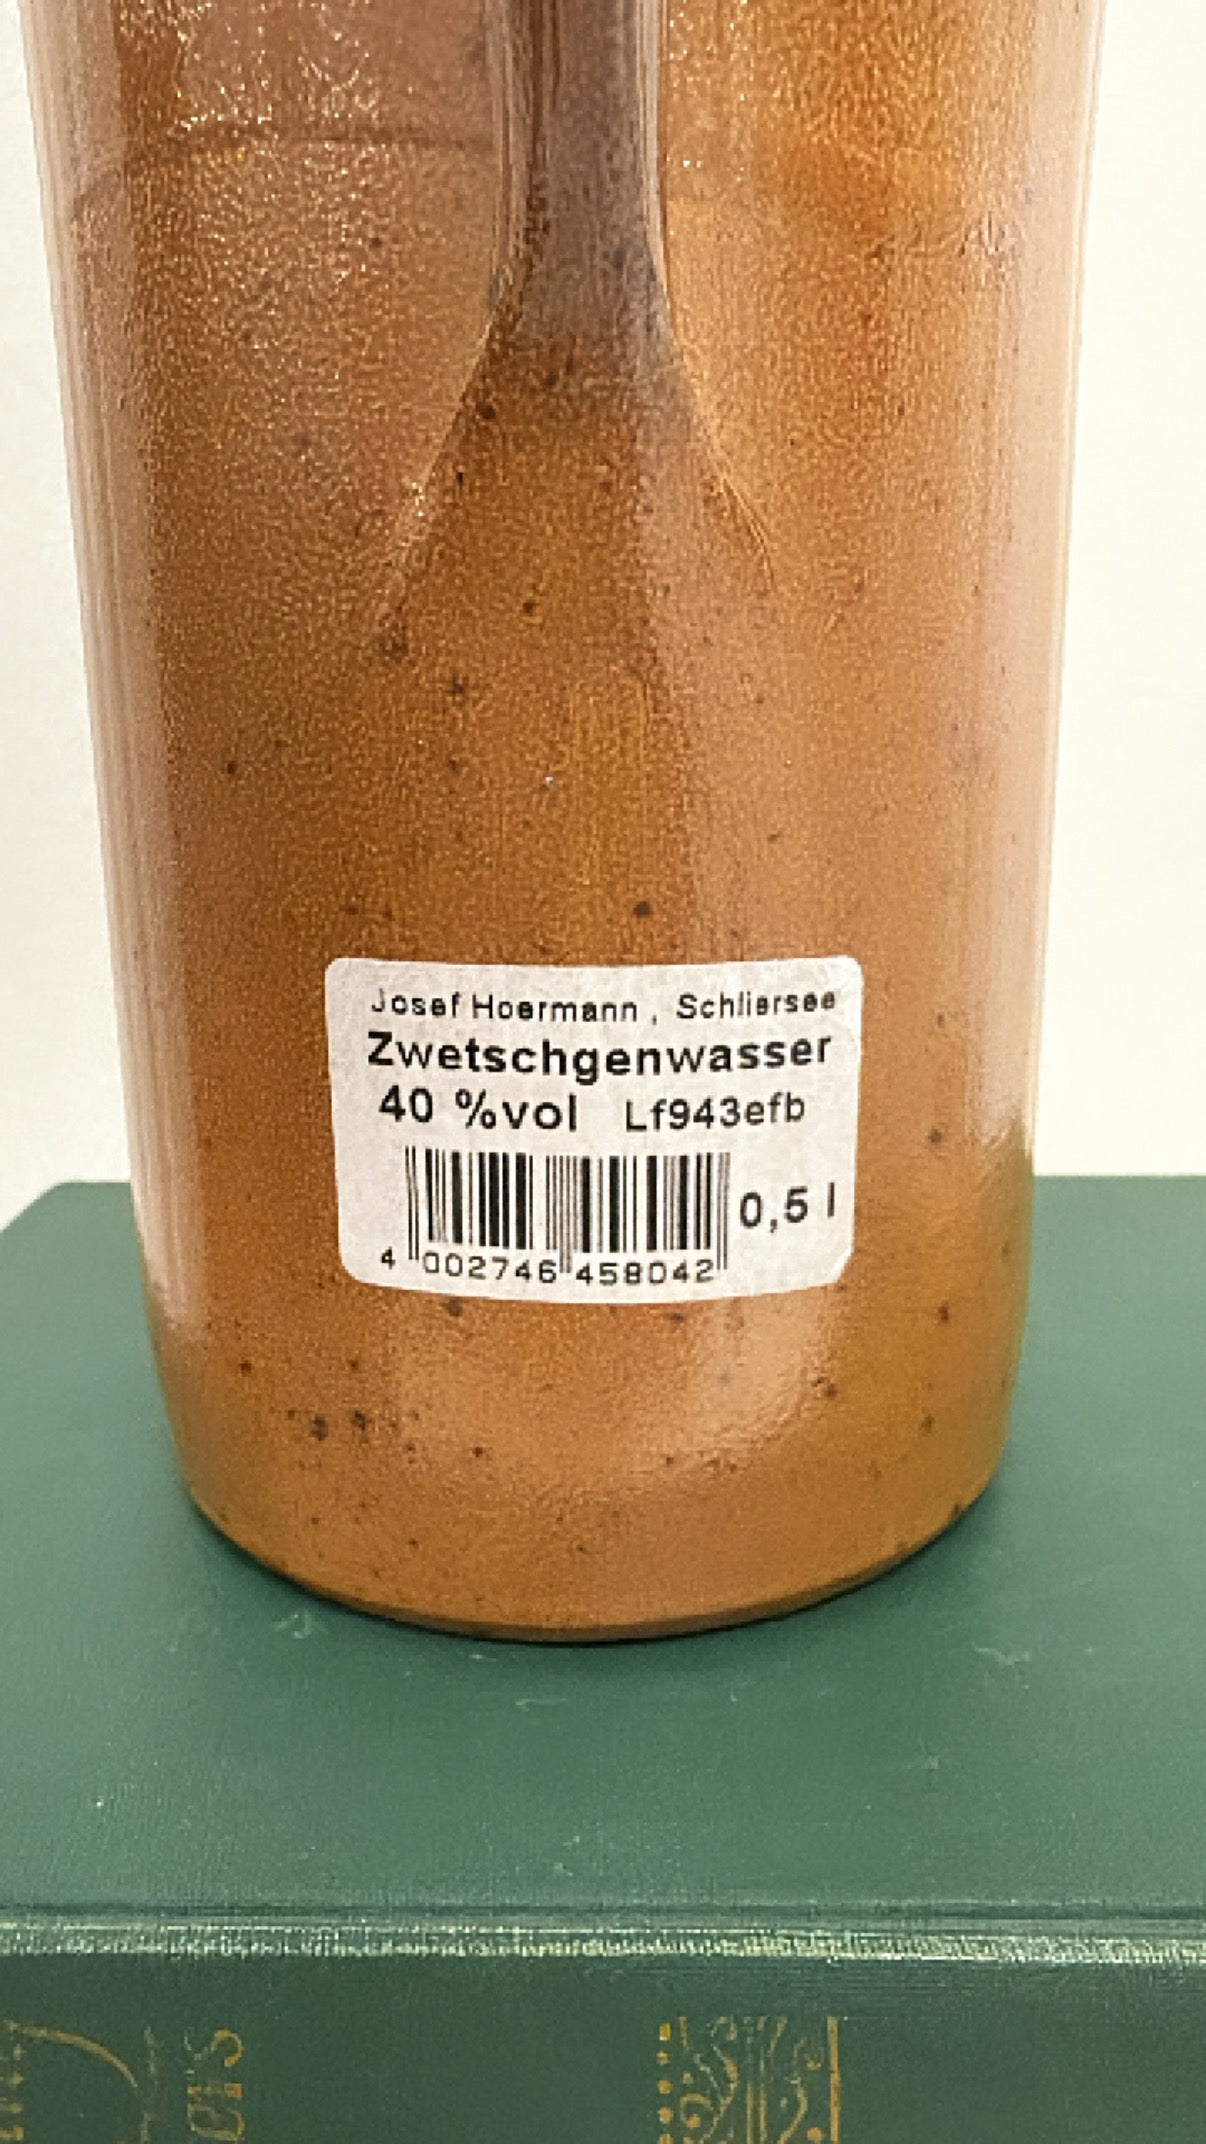 Josef Hoermann , Schliersee
Zwetschgenwasser
40 %vol Lf943efb
0,5 l
4 002746 458042